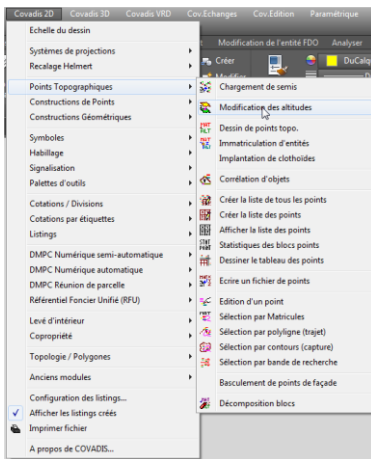 Covadis 2D Covadis 3D Covadis VRD Cov.Echanges Cov.Edition Paramétrique
Echelle du dessin
Systèmes de projections
Recalage Helmert
Points Topographiques
Constructions de Points
Constructions Géométriques
Symboles
Habillage
Signalisation
Palettes d'outils
Cotations / Divisions
Cotations par étiquettes
Listings
DMPC Numérique semi-automatique
DMPC Numérique automatique
DMPC Réunion de parcelle
Référentiel Foncier Unifié (RFU)
Levé d'intérieur
Copropriété
Topologie / Polygones
Anciens modules
Configuration des listings...
Afficher les listings créés
Imprimer fichier
A propos de COVADIS...
Modification de l'entité FDO Analyser
Créer
DuCalq
Chargement de semis
Modification des altitudes
Dessin de points topo.
Immatriculation d'entités
Implantation de clothoïdes
Corrélation d'objets
Créer la liste de tous les points
Créer la liste des points
Afficher la liste des points
Statistiques des blocs points
Dessiner le tableau des points
Ecrire un fichier de points
Edition d'un point
Sélection par Matricules
Sélection par polyligne (trajet)
Sélection par contours (capture)
Sélection par bande de recherche
Basculement de points de façade
Décomposition blocs